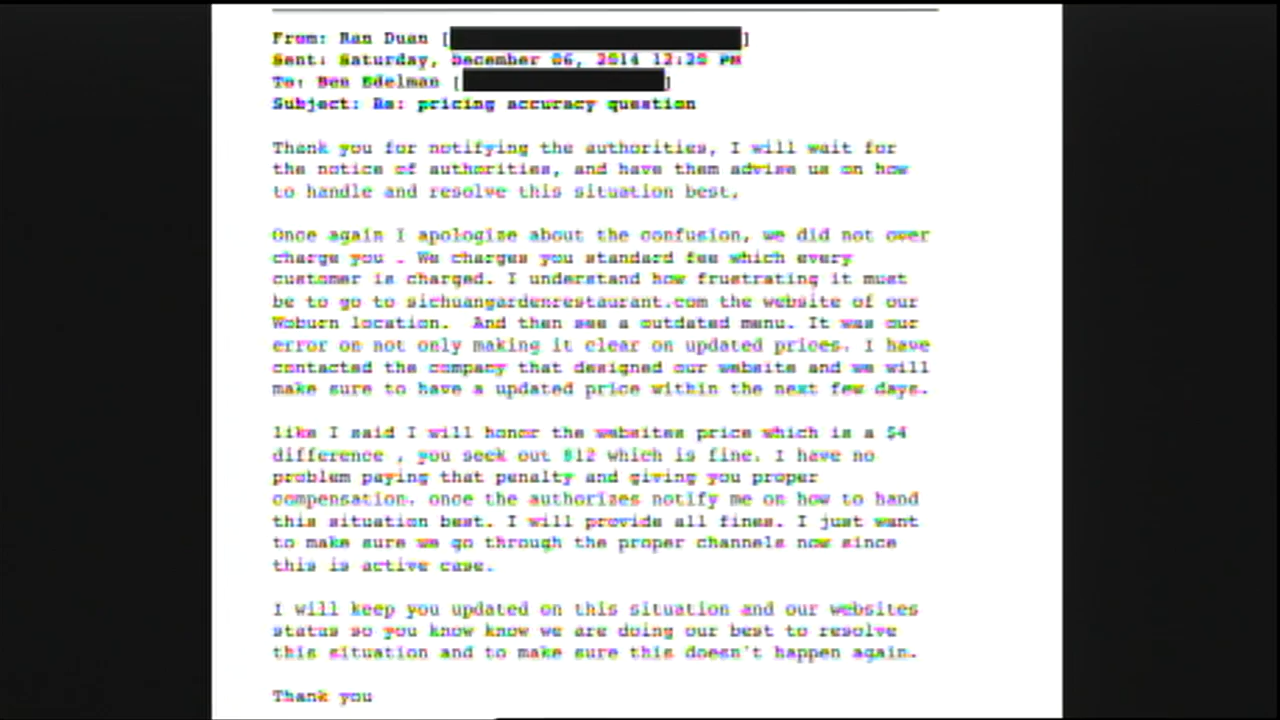 From: Ran Duan [
]
Sent: Saturday, December 06, 2014 12:20 PM
To: Ben Edelman [
]
Subject: Re: pricing accuracy question
Thank you for notifying the authorities, I will wait for
the notice of authorities, and have them advise us on how
to handle and resolve this situation best,
Once again I apologize about the confusion, we did not over
charge you . We charges you standard fee which every
customer is charged. I understand how frustrating it must
be to go to sichuangardenrestaurant.com the website of our
Woburn location. And then see a outdated menu. It was our
error on not only making it clear on updated prices. I have
contacted the company that designed our website and we will
make sure to have a updated price within the next few days.
like I said I will honor the websites price which is a $4
difference , you seek out $12 which is fine. I have no
problem paying that penalty and giving you proper
compensation. once the authorizes notify me on how to hand
this situation best. I will provide all fines. I just want
to make sure we go through the proper channels now since
this is active case.
I will keep you updated on this situation and our websites
status so you know know we are doing our best to resolve
this situation and to make sure this doesn't happen again.
Thank you